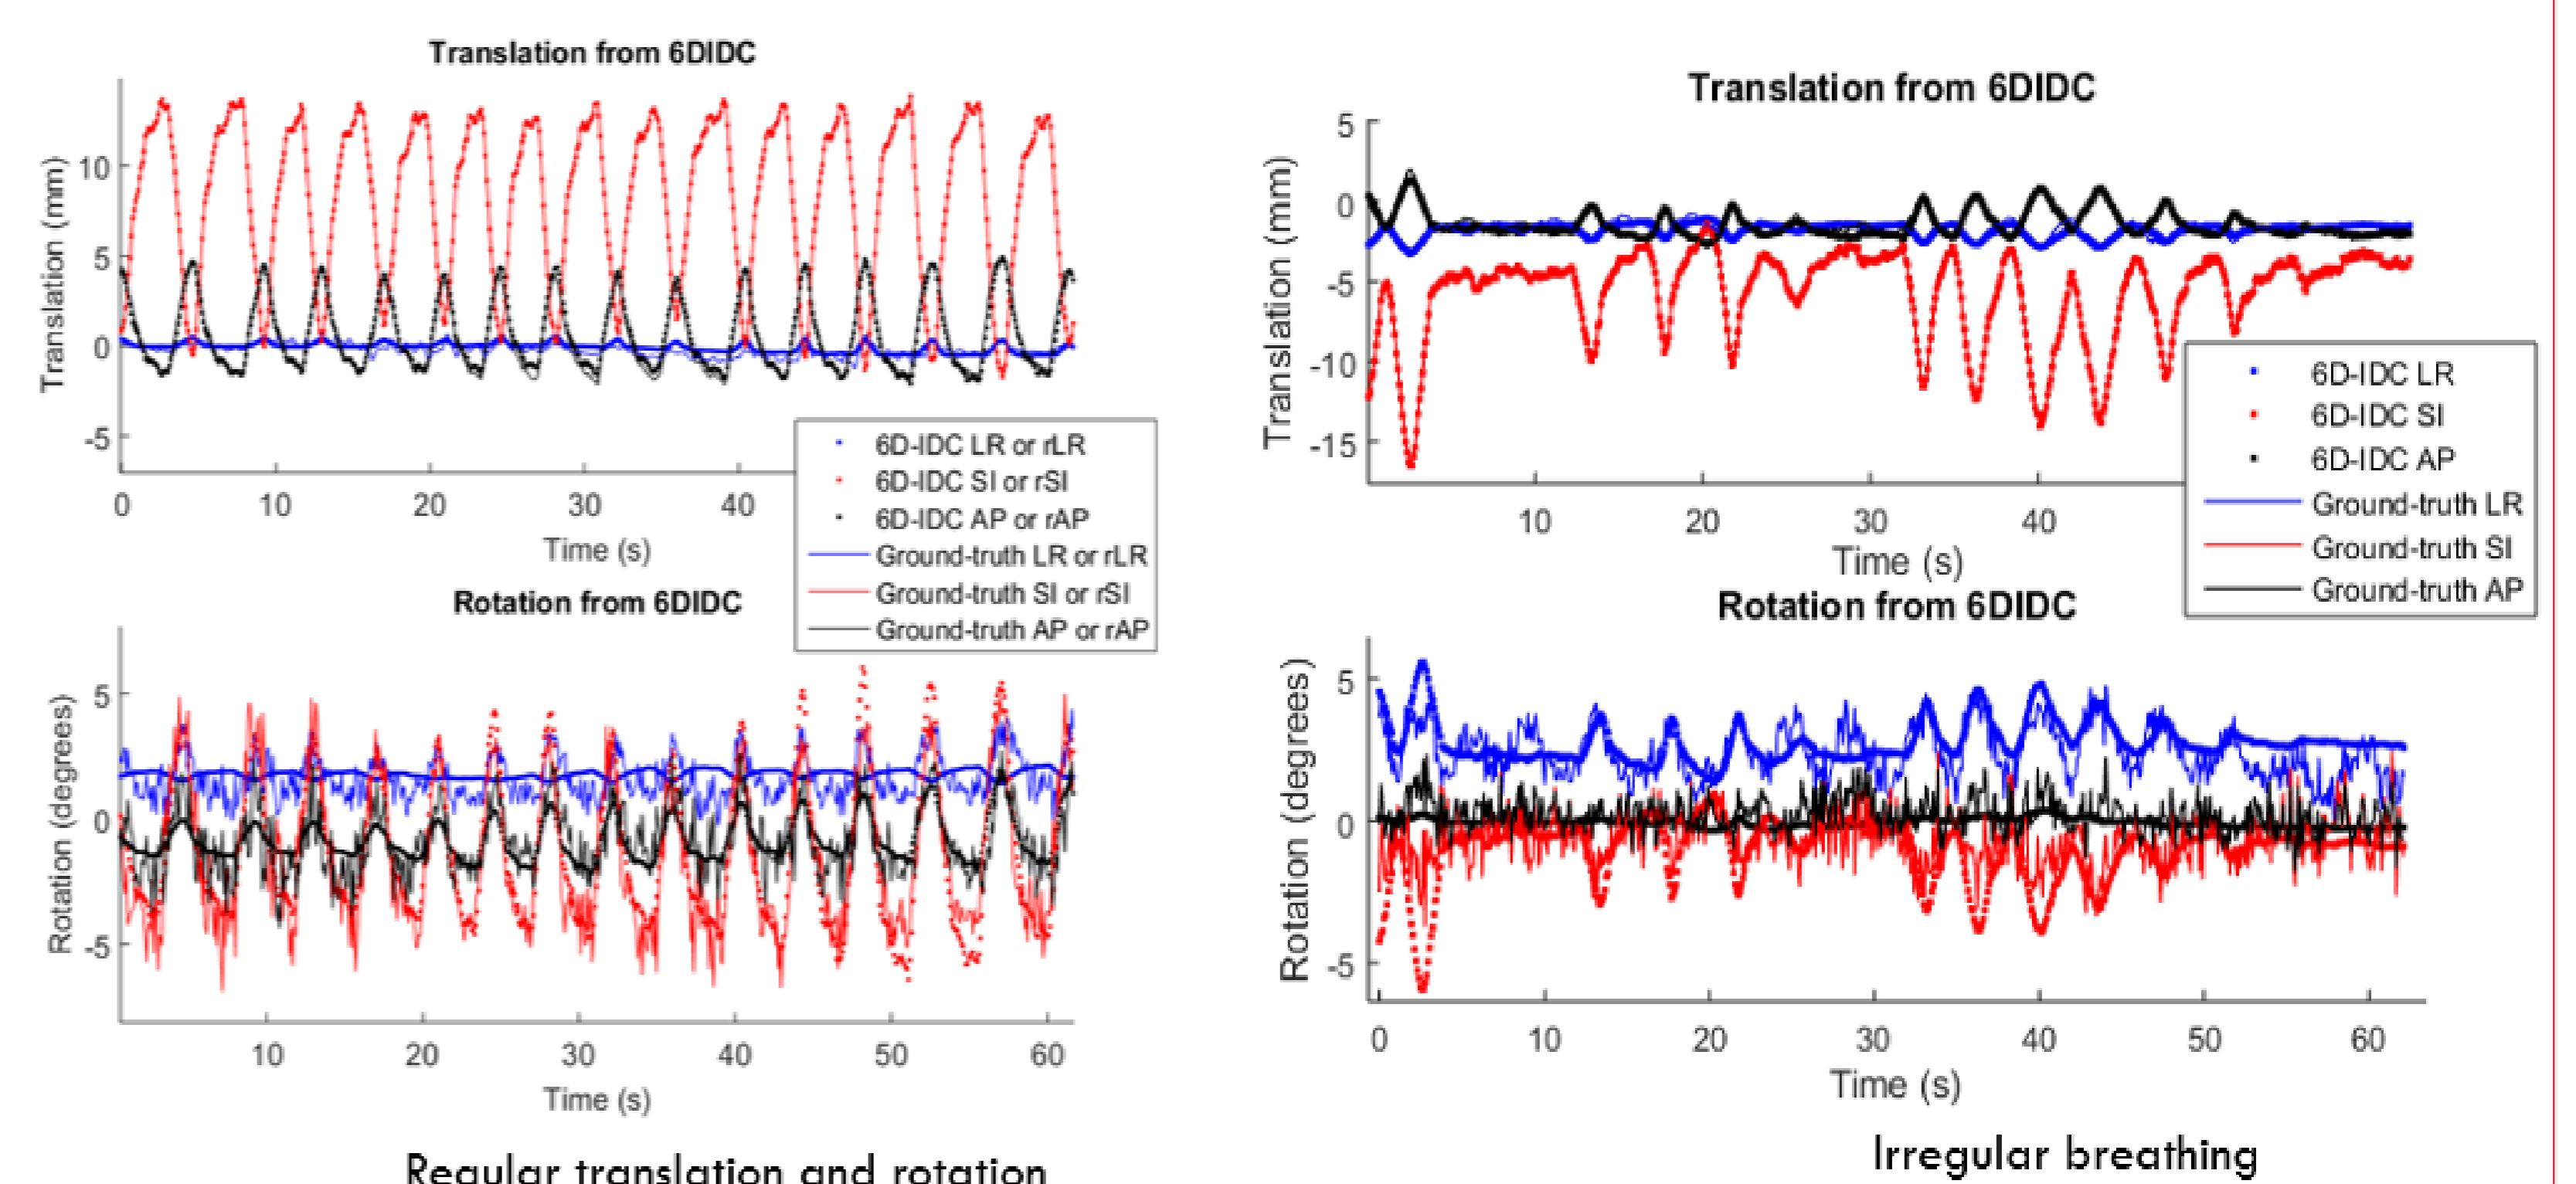 Translation from 6DIDC
Translation (mm)
10
5
0
-5
0 10 20 30 40
Time (s)
6D-IDC LR or rLR
6D-IDC SI or rSI
6D-IDC AP or rAP
Ground-truth LR or rLR
Ground-truth SI or rSI
Ground-truth AP or rAP
Rotation from 6DIDC
Rotation (degrees)
5
0
-5
10 20 30 40 50 60
Time (s)
Regular translation and rotation
Translation from 6DIDC
Translation (mm)
5
0
-5
-10
-15
10 20 30 40
Time (s)
6D-IDC LR
6D-IDC SI
6D-IDC AP
Ground-truth LR
Ground-truth SI
Ground-truth AP
Rotation from 6DIDC
Rotation (degrees)
5
0
-5
0 10 20 30 40 50 60
Time (s)
Irregular breathing